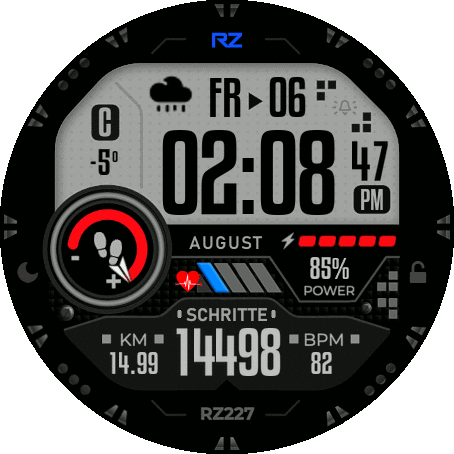 RZ
FR ▸ 06
C
-5°
02:08
47
PM
AUGUST
85%
POWER
- +
SCHRITTE
KM
14.99
14498
BPM
82
RZ227